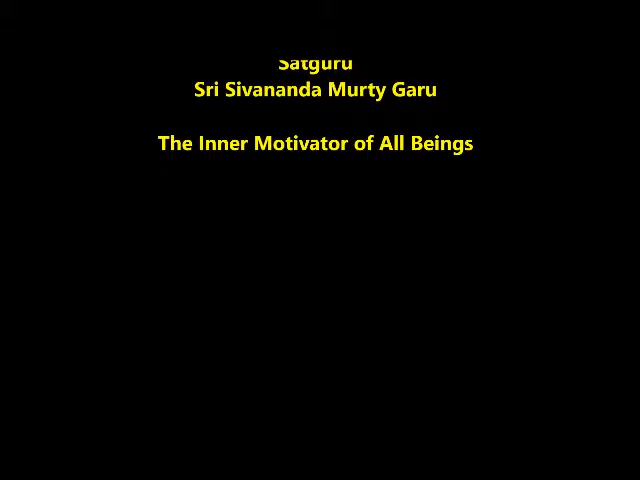 Satguru
Sri Sivananda Murty Garu
The Inner Motivator of All Beings